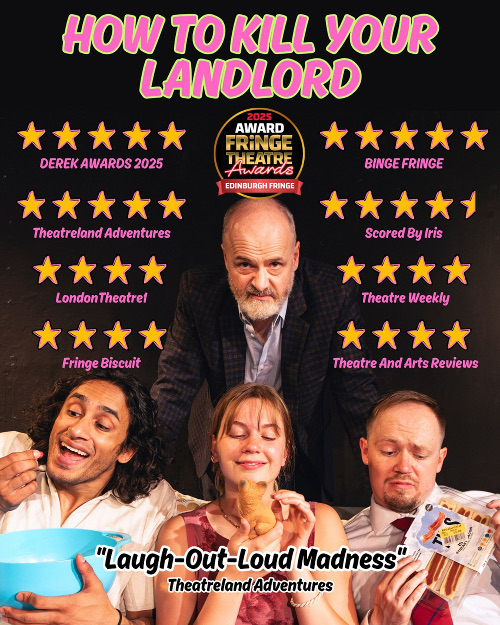 HOW TO KILL YOUR
LANDLORD
2025
AWARD
FRINGE
THEATRE
Awards
EDINBURGH FRINGE
DEREK AWARDS 2025
BINGE FRINGE
Theatreland Adventures
Scored By Iris
LondonTheatre1
Theatre Weekly
Fringe Biscuit
Theatre And Arts Reviews
"Laugh-Out-Loud Madness"
Theatreland Adventures